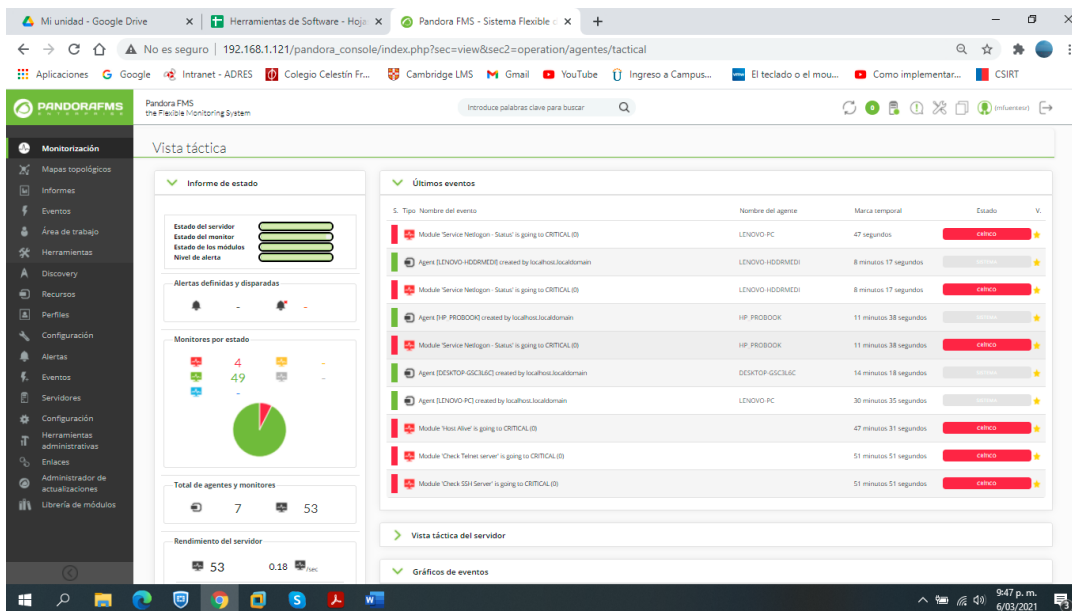 Mi unidad - Google Drive
Herramientas de Software - Hoja
Pandora FMS - Sistema Flexible d
No es seguro
192.168.1.121/pandora_console/index.php?sec=view&sec2=operation/agentes/tactical
Aplicaciones
Google
Intranet - ADRES
Colegio Celestín Fr...
Cambridge LMS
Gmail
YouTube
Ingreso a Campus...
El teclado o el mou...
Como implementar...
CSIRT
PANDORAFMS
ENTERPRISE
Pandora FMS
the Flexible Monitoring System
Introduce palabras clave para buscar
0
(mfuentesr)
Monitorización
Mapas topológicos
Informes
Eventos
Área de trabajo
Herramientas
Discovery
Recursos
Perfiles
Configuración
Alertas
Eventos
Servidores
Configuración
Herramientas
administrativas
Enlaces
Administrador de
actualizaciones
Librería de módulos
Vista táctica
Informe de estado
Estado del servidor
Estado del monitor
Estado de los módulos
Nivel de alerta
Alertas definidas y disparadas
- -
Monitores por estado
4 -
49 -
-
Total de agentes y monitores
7 53
Rendimiento del servidor
53 0.18 /sec
Últimos eventos
S. Tipo Nombre del evento Nombre del agente Marca temporal Estado V.
Module 'Service Netlogon - Status' is going to CRITICAL (0) LENOVO-PC 47 segundos CRÍTICO
Agent [LENOVO-HDDRMEDI] created by localhost.localdomain LENOVO-HDDRMEDI 8 minutos 17 segundos
Module 'Service Netlogon - Status' is going to CRITICAL (0) LENOVO-HDDRMEDI 8 minutos 17 segundos CRÍTICO
Agent [HP_PROBOOK] created by localhost.localdomain HP_PROBOOK 11 minutos 38 segundos
Module 'Service Netlogon - Status' is going to CRITICAL (0) HP_PROBOOK 11 minutos 38 segundos CRÍTICO
Agent [DESKTOP-GSC3L6C] created by localhost.localdomain DESKTOP-GSC3L6C 14 minutos 18 segundos
Agent [LENOVO-PC] created by localhost.localdomain LENOVO-PC 30 minutos 35 segundos
Module 'Host Alive' is going to CRITICAL (0) 47 minutos 31 segundos CRÍTICO
Module 'Check Telnet server' is going to CRITICAL (0) 51 minutos 51 segundos CRÍTICO
Module 'Check SSH Server' is going to CRITICAL (0) 51 minutos 51 segundos CRÍTICO
Vista táctica del servidor
Gráficos de eventos
9:47 p. m.
6/03/2021
3